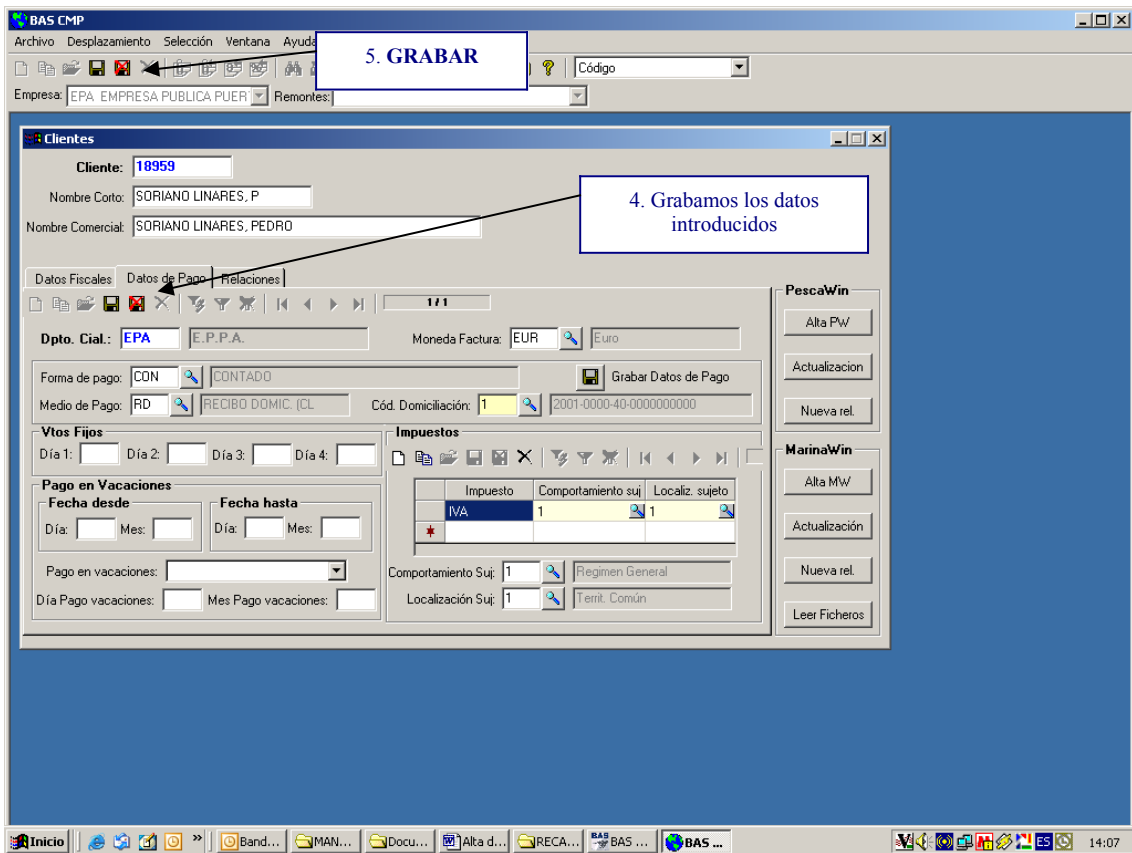 BAS CMP
Archivo Desplazamiento Selección Ventana Ayuda
5. GRABAR
Código
Empresa: EPA EMPRESA PUBLICA PUER Remontes:
Clientes
Cliente: 18959
Nombre Corto: SORIANO LINARES, P
4. Grabamos los datos
introducidos
Nombre Comercial: SORIANO LINARES, PEDRO
Datos Fiscales Datos de Pago Relaciones
1 / 1
Dpto. Cial.: EPA E.P.P.A. Moneda Factura: EUR Euro
Forma de pago: CON CONTADO Grabar Datos de Pago
Medio de Pago: RD RECIBO DOMIC. (CL Cód. Domiciliación: 1 2001-0000-40-0000000000
Vtos Fijos
Día 1: Día 2: Día 3: Día 4:
Pago en Vacaciones
Fecha desde Fecha hasta
Día: Mes: Día: Mes:
Pago en vacaciones:
Día Pago vacaciones: Mes Pago vacaciones:
Impuestos
Impuesto Comportamiento suj Localiz. sujeto
IVA 1 1
Comportamiento Suj: 1 Regimen General
Localización Suj: 1 Territ. Común
PescaWin
Alta PW
Actualizacion
Nueva rel.
MarinaWin
Alta MW
Actualización
Nueva rel.
Leer Ficheros
Inicio » Band... MAN... Docu... Alta d... RECA... BAS ... BAS ... ES 14:07